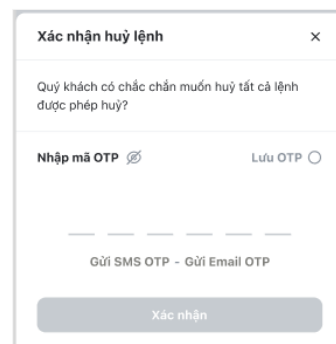 Xác nhận huỷ lệnh
Quý khách có chắc chắn muốn huỷ tất cả lệnh
được phép huỷ?
Nhập mã OTP Lưu OTP
Gửi SMS OTP - Gửi Email OTP
Xác nhận